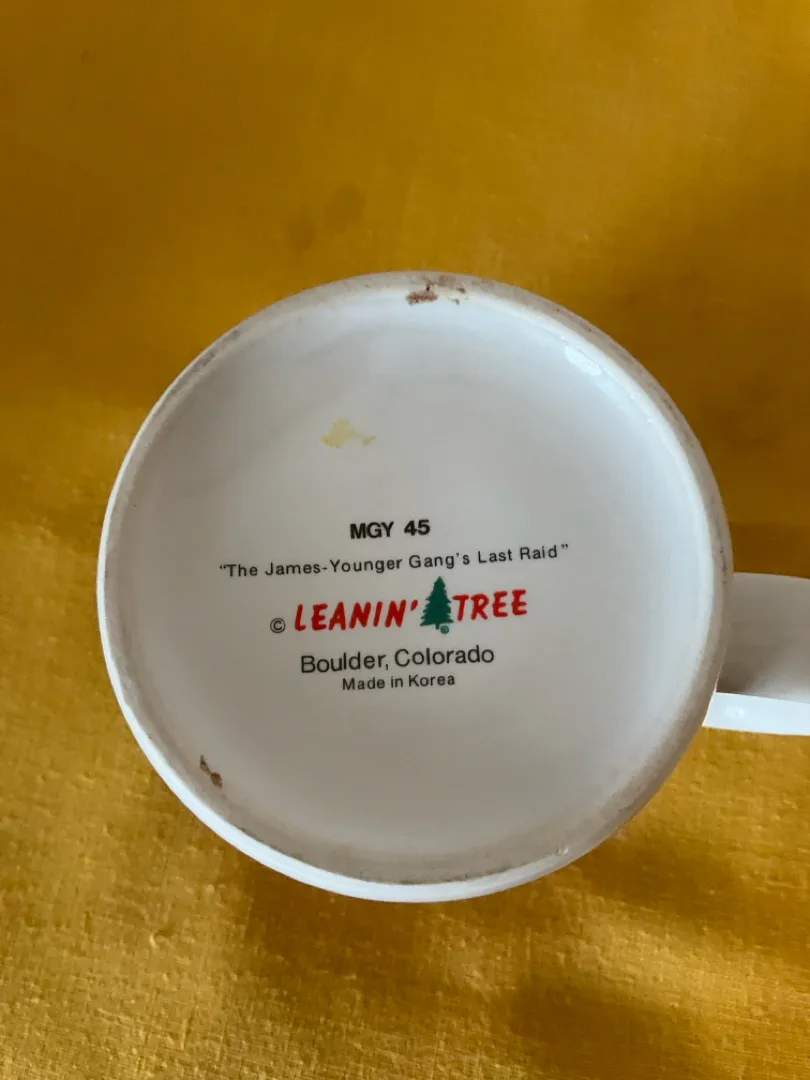 MGY 45
"The James-Younger Gang's Last Raid"
© LEANIN' TREE ®
Boulder, Colorado
Made in Korea